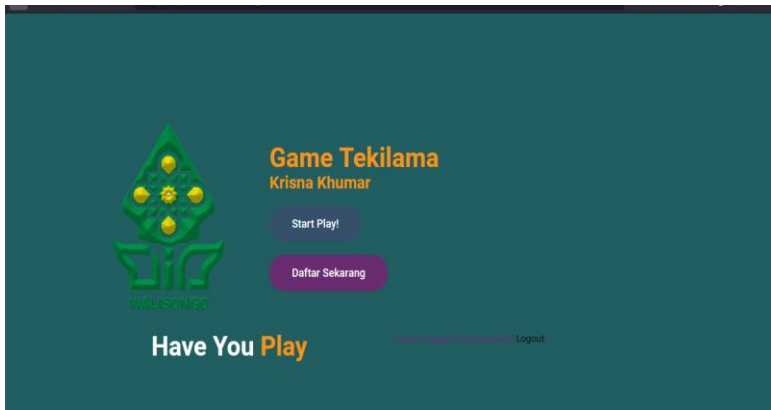 Game Tekilama
Krisna Khumar
Start Play!
Daftar Sekarang
WALISONGO
Have You Play
Logout